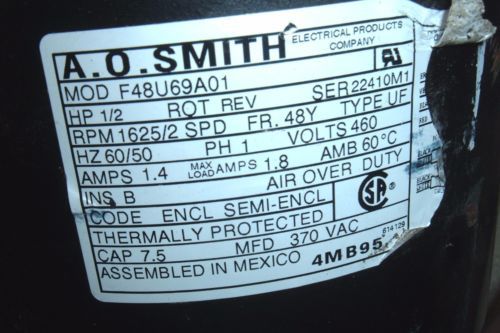 A.O.SMITH ELECTRICAL PRODUCTS COMPANY
MOD F48U69A01
HP 1/2 ROT REV SER 22410M1
RPM 1625/2 SPD FR. 48Y TYPE UF
HZ 60/50 PH 1 VOLTS 460
AMPS 1.4 MAX LOAD AMPS 1.8 AMB 60°C
INS B AIR OVER DUTY
CODE ENCL SEMI-ENCL
THERMALLY PROTECTED
CAP 7.5 MFD 370 VAC 614129
ASSEMBLED IN MEXICO 4MB95